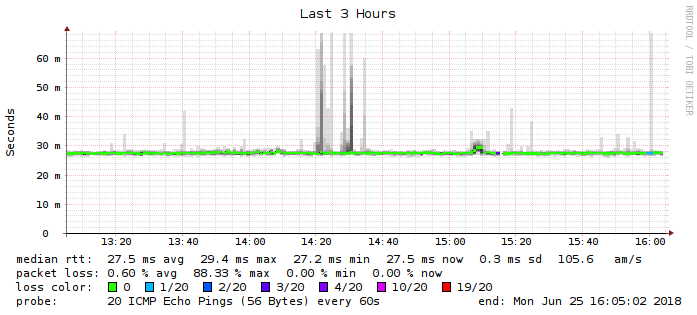 Last 3 Hours
RRDTOOL / TOBI OETIKER
Seconds
60 m
50 m
40 m
30 m
20 m
10 m
0
13:20 13:40 14:00 14:20 14:40 15:00 15:20 15:40 16:00
median rtt: 27.5 ms avg 29.4 ms max 27.2 ms min 27.5 ms now 0.3 ms sd 105.6 am/s
packet loss: 0.60 % avg 88.33 % max 0.00 % min 0.00 % now
loss color: 0 1/20 2/20 3/20 4/20 10/20 19/20
probe: 20 ICMP Echo Pings (56 Bytes) every 60s end: Mon Jun 25 16:05:02 2018